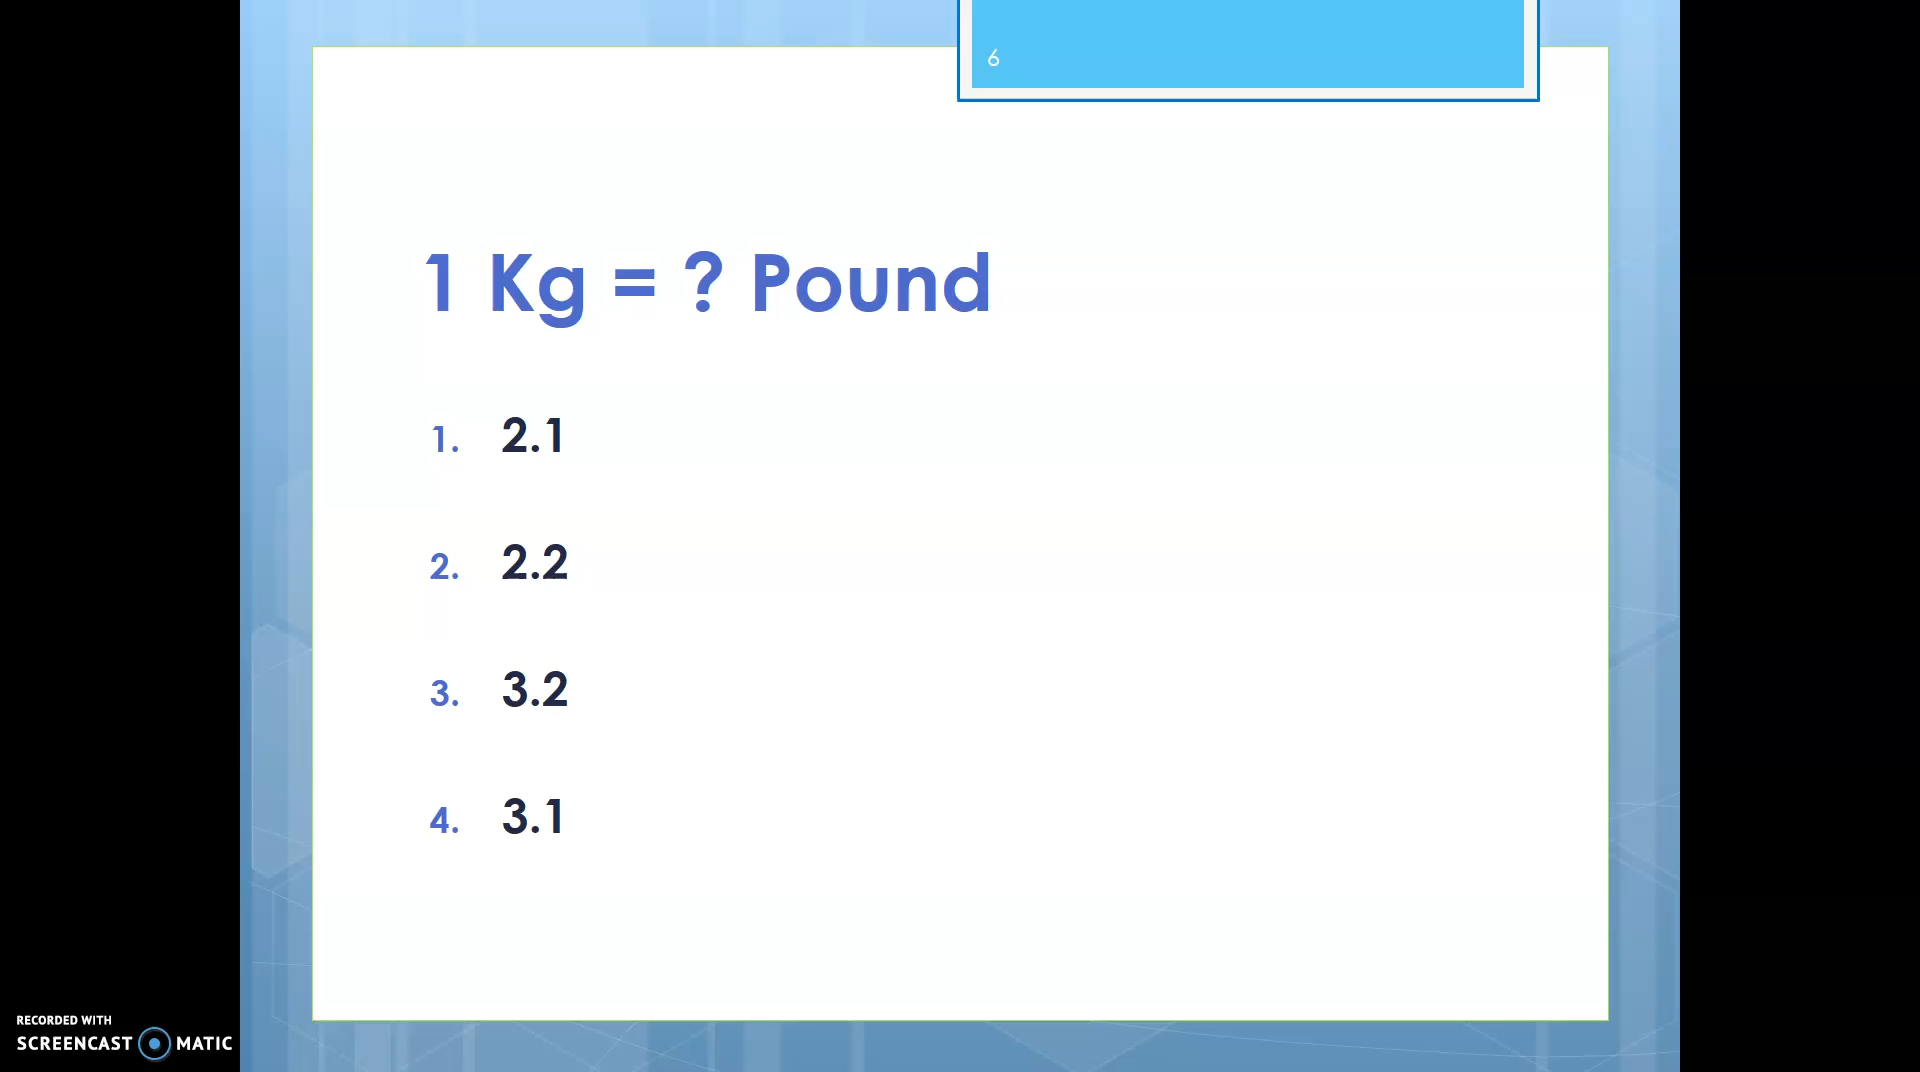 6
1 Kg = ? Pound
1. 2.1
2. 2.2
3. 3.2
4. 3.1
RECORDED WITH
SCREENCAST MATIC